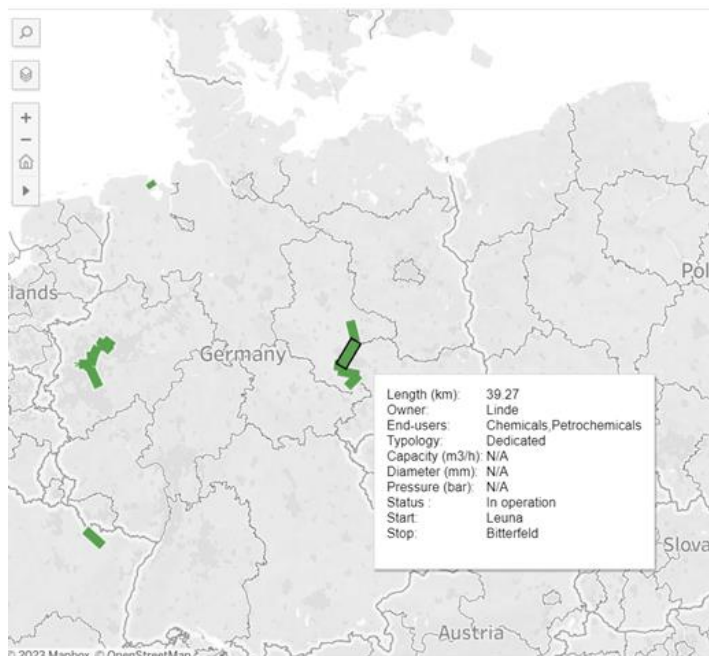 lands
Germany
Pol
Length (km): 39.27
Owner: Linde
End-users: Chemicals,Petrochemicals
Typology: Dedicated
Capacity (m3/h): N/A
Diameter (mm): N/A
Pressure (bar): N/A
Status : In operation
Start: Leuna
Stop: Bitterfeld
Slova
Austria
© 2023 Mapbox © OpenStreetMap